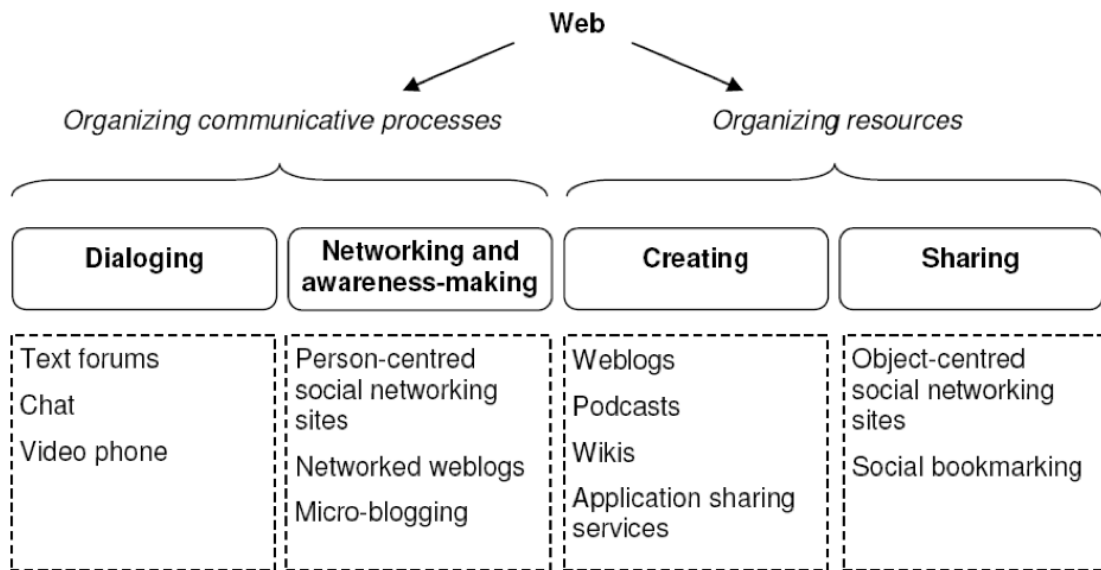 Web
Organizing communicative processes
Organizing resources
Dialoging
Networking and
awareness-making
Creating
Sharing
Text forums
Chat
Video phone
Person-centred
social networking
sites
Networked weblogs
Micro-blogging
Weblogs
Podcasts
Wikis
Application sharing
services
Object-centred
social networking
sites
Social bookmarking